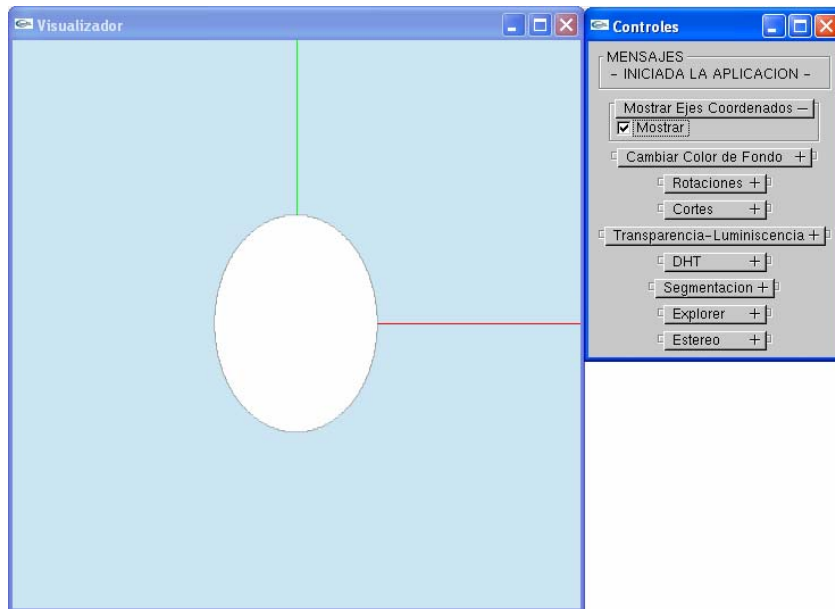 Visualizador
Controles
MENSAJES
- INICIADA LA APLICACION -
Mostrar Ejes Coordenados −
Mostrar
Cambiar Color de Fondo +
Rotaciones +
Cortes +
Transparencia-Luminiscencia +
DHT +
Segmentacion +
Explorer +
Estereo +